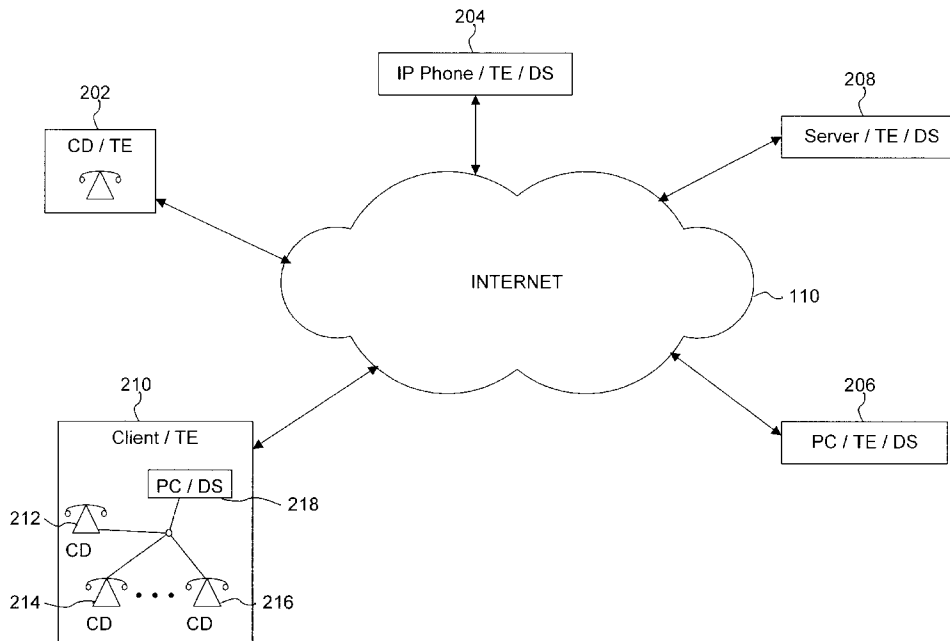 204
IP Phone / TE / DS
202
CD / TE
208
Server / TE / DS
INTERNET
110
210
Client / TE
PC / DS
218
212
CD
214
CD
CD
216
206
PC / TE / DS